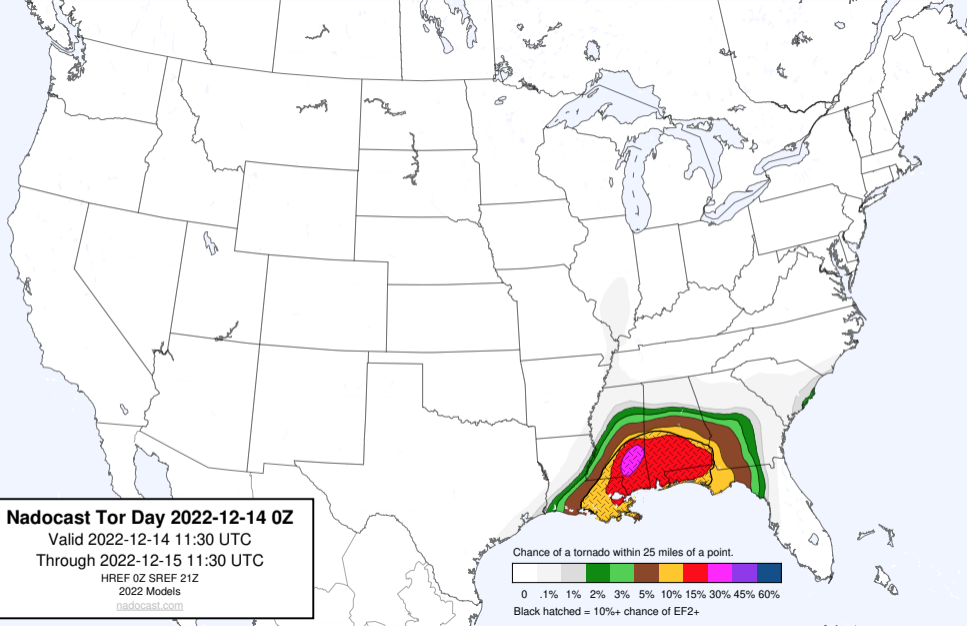 Nadocast Tor Day 2022-12-14 0Z
Valid 2022-12-14 11:30 UTC
Through 2022-12-15 11:30 UTC
HREF 0Z SREF 21Z
2022 Models
nadocast.com
Chance of a tornado within 25 miles of a point.
0 .1% .1% 2% 3% 5% 10% 15% 30% 45% 60%
Black hatched = 10%+ chance of EF2+